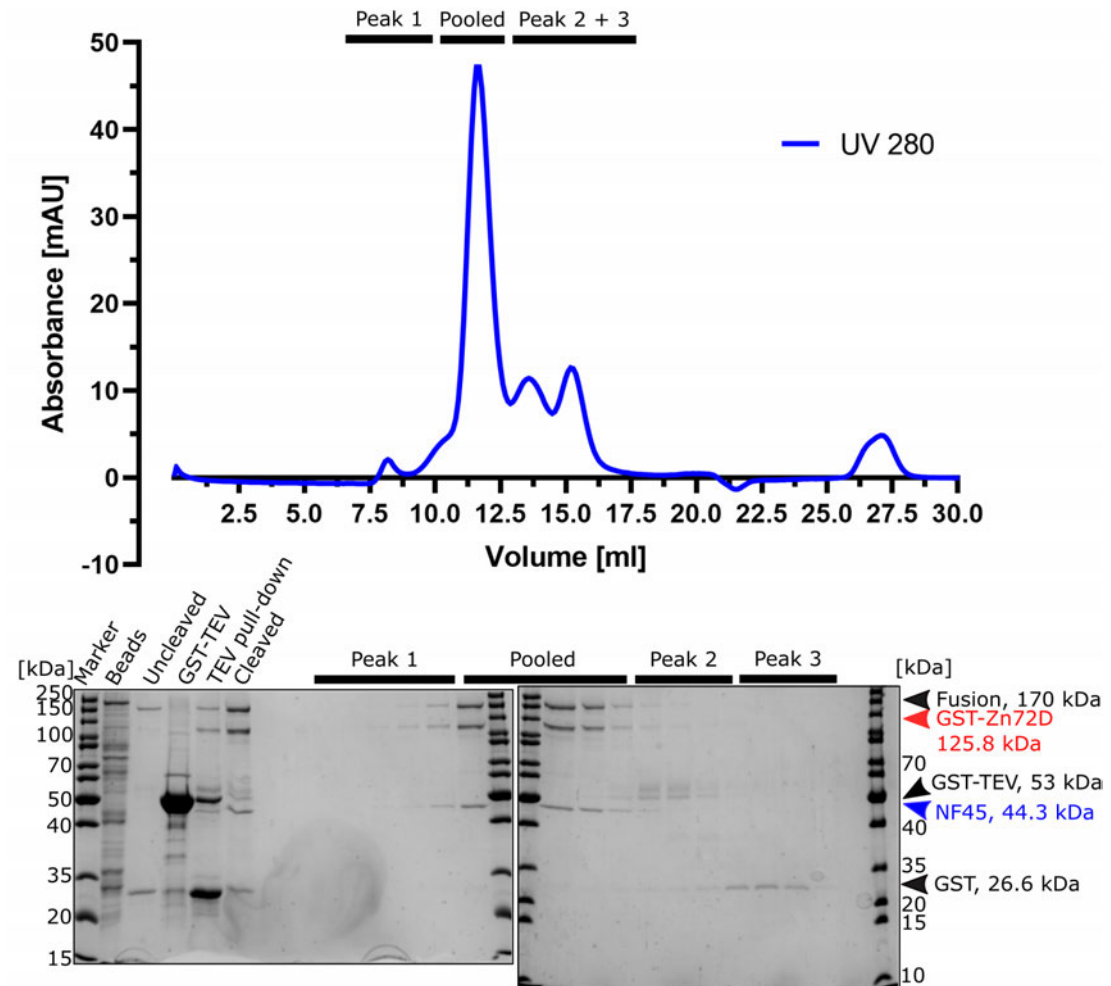 Peak 1 Pooled Peak 2 + 3
50
40
30
20
10
0
-10
Absorbance [mAU]
UV 280
2.5 5.0 7.5 10.0 12.5 15.0 17.5 20.0 22.5 25.0 27.5 30.0
Volume [ml]
Marker
Beads
Uncleaved
GST-TEV
TEV pull-down
Cleaved
Peak 1 Pooled Peak 2 Peak 3
[kDa]
250
150
100
70
50
40
35
20
15
[kDa]
70
40
35
20
15
10
Fusion, 170 kDa
GST-Zn72D
125.8 kDa
GST-TEV, 53 kDa
NF45, 44.3 kDa
GST, 26.6 kDa